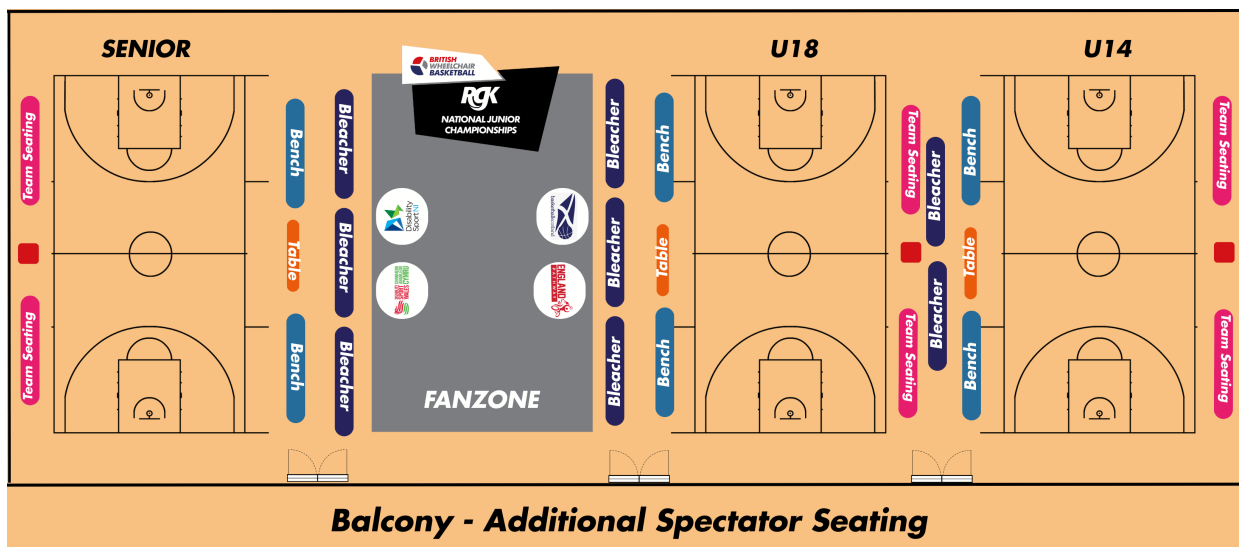 SENIOR
U18
U14
BRITISH
WHEELCHAIR
BASKETBALL
RGK
NATIONAL JUNIOR
CHAMPIONSHIPS
Team Seating
Team Seating
Bench
Table
Bench
Bleacher
Bleacher
Bleacher
Disability
Sport NI
basketballscotland
ENGLAND
FANZONE
Bleacher
Bleacher
Bleacher
Bench
Table
Bench
Team Seating
Team Seating
Bleacher
Bleacher
Bench
Table
Bench
Team Seating
Team Seating
Balcony - Additional Spectator Seating